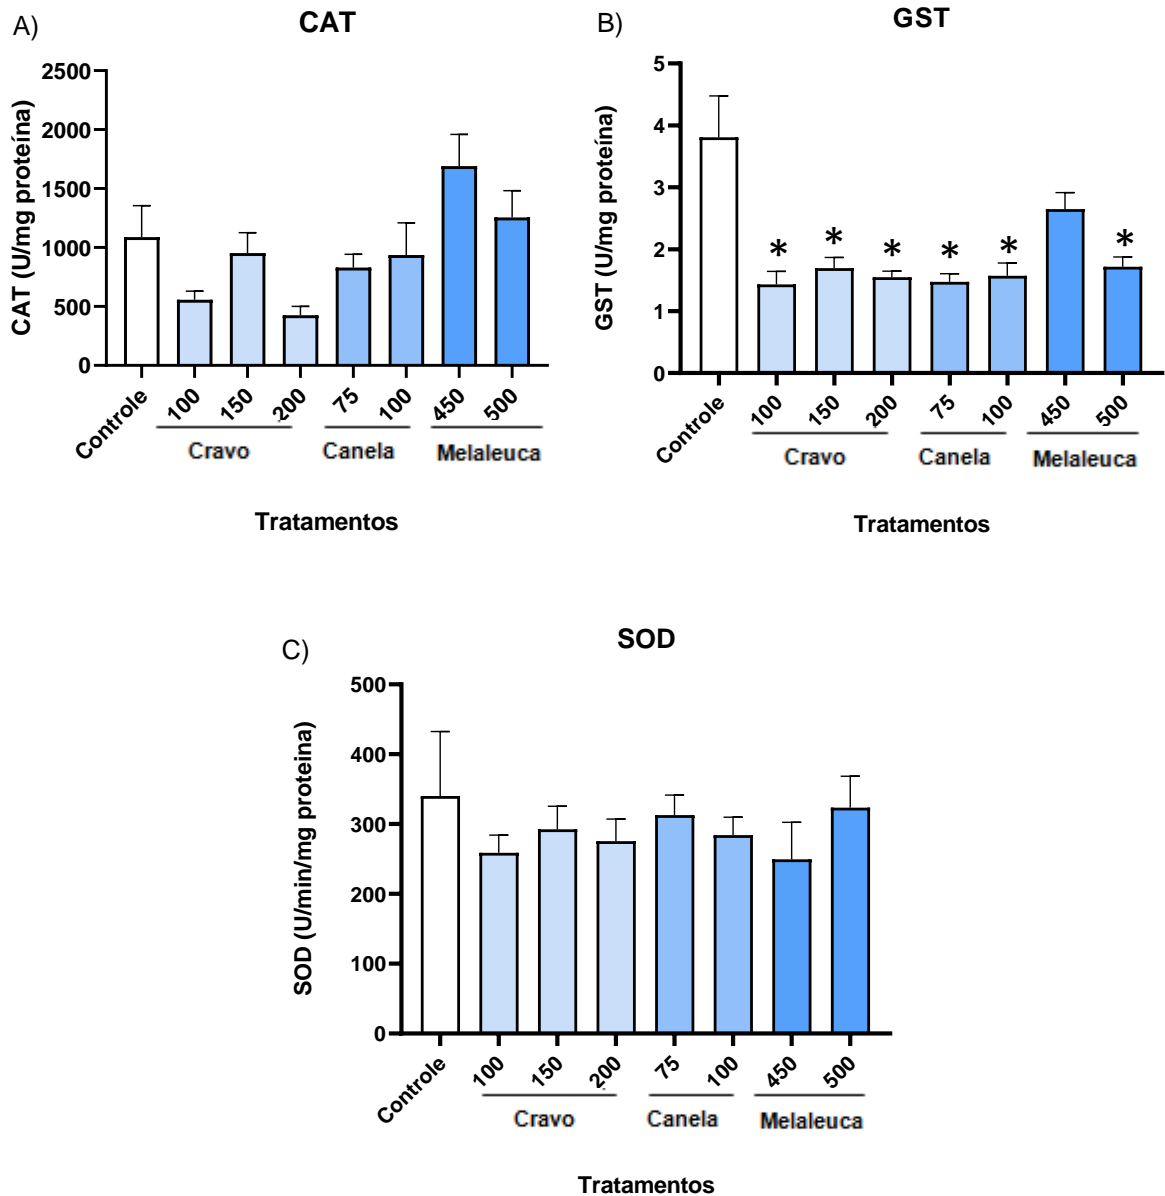 A)
CAT
CAT (U/mg proteína)
2500
2000
1500
1000
500
0
Controle
100
150
200
75
100
450
500
Cravo
Canela
Melaleuca
Tratamentos
B)
GST
GST (U/mg proteína)
5
4
3
2
1
0
* * * * * *
Controle
100
150
200
75
100
450
500
Cravo
Canela
Melaleuca
Tratamentos
C)
SOD
SOD (U/min/mg proteina)
500
400
300
200
100
0
Controle
100
150
200
75
100
450
500
Cravo
Canela
Melaleuca
Tratamentos